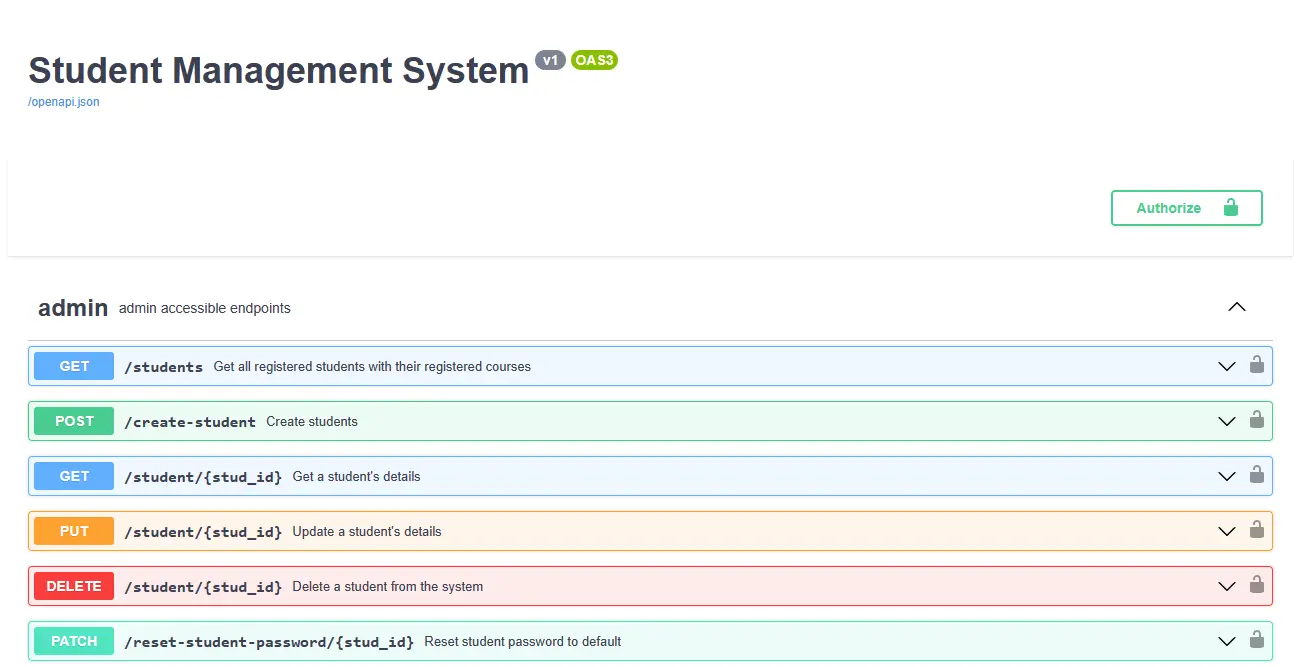 Student Management System v1 OAS3
/openapi.json
Authorize
admin admin accessible endpoints
GET /students Get all registered students with their registered courses
POST /create-student Create students
GET /student/{stud_id} Get a student's details
PUT /student/{stud_id} Update a student's details
DELETE /student/{stud_id} Delete a student from the system
PATCH /reset-student-password/{stud_id} Reset student password to default